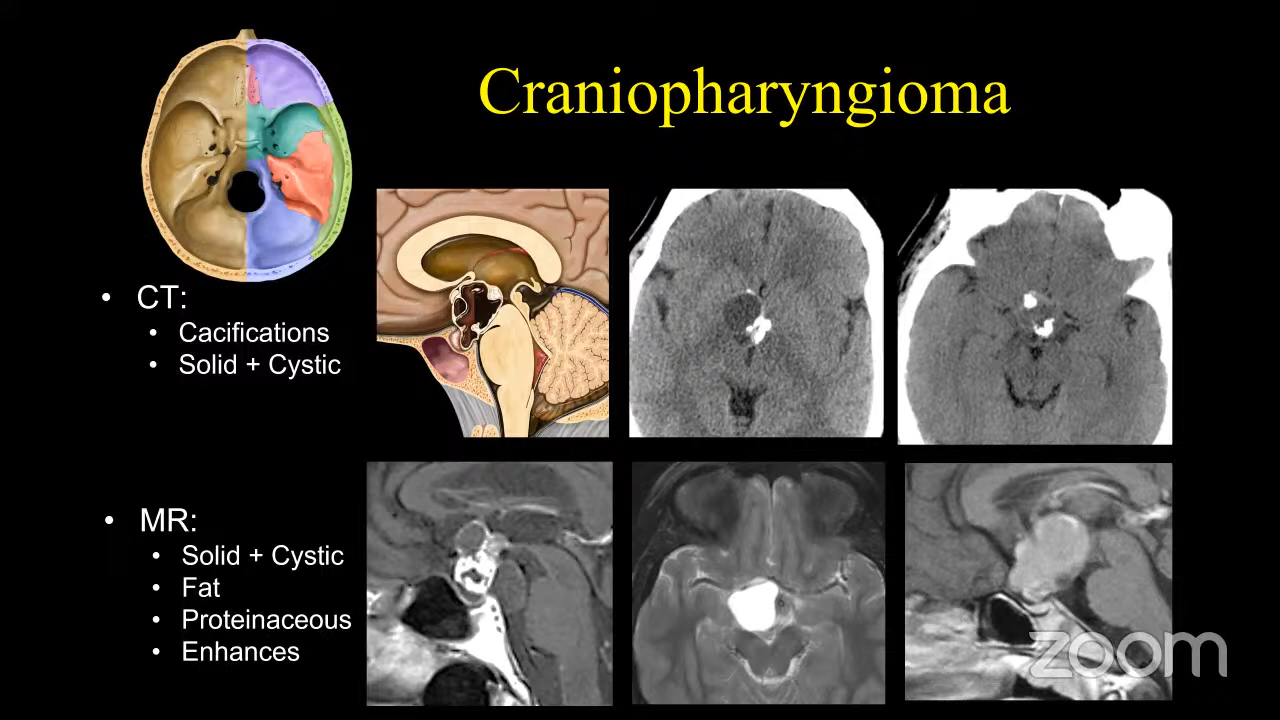 Craniopharyngioma
• CT:
• Cacifications
• Solid + Cystic
• MR:
• Solid + Cystic
• Fat
• Proteinaceous
• Enhances
zoom